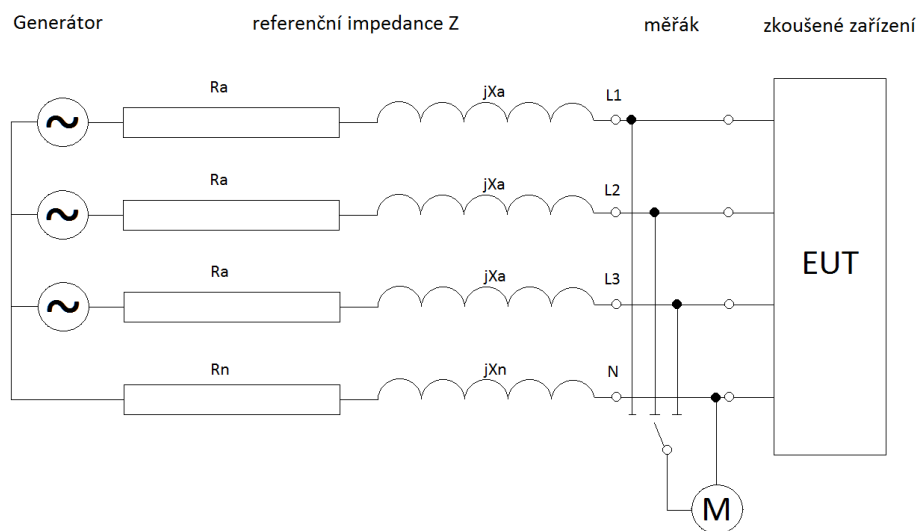 Generátor referenční impedance Z měřák zkoušené zařízení
Ra jXa L1
~
Ra jXa L2
~
EUT
Ra jXa L3
~
Rn jXn N
M